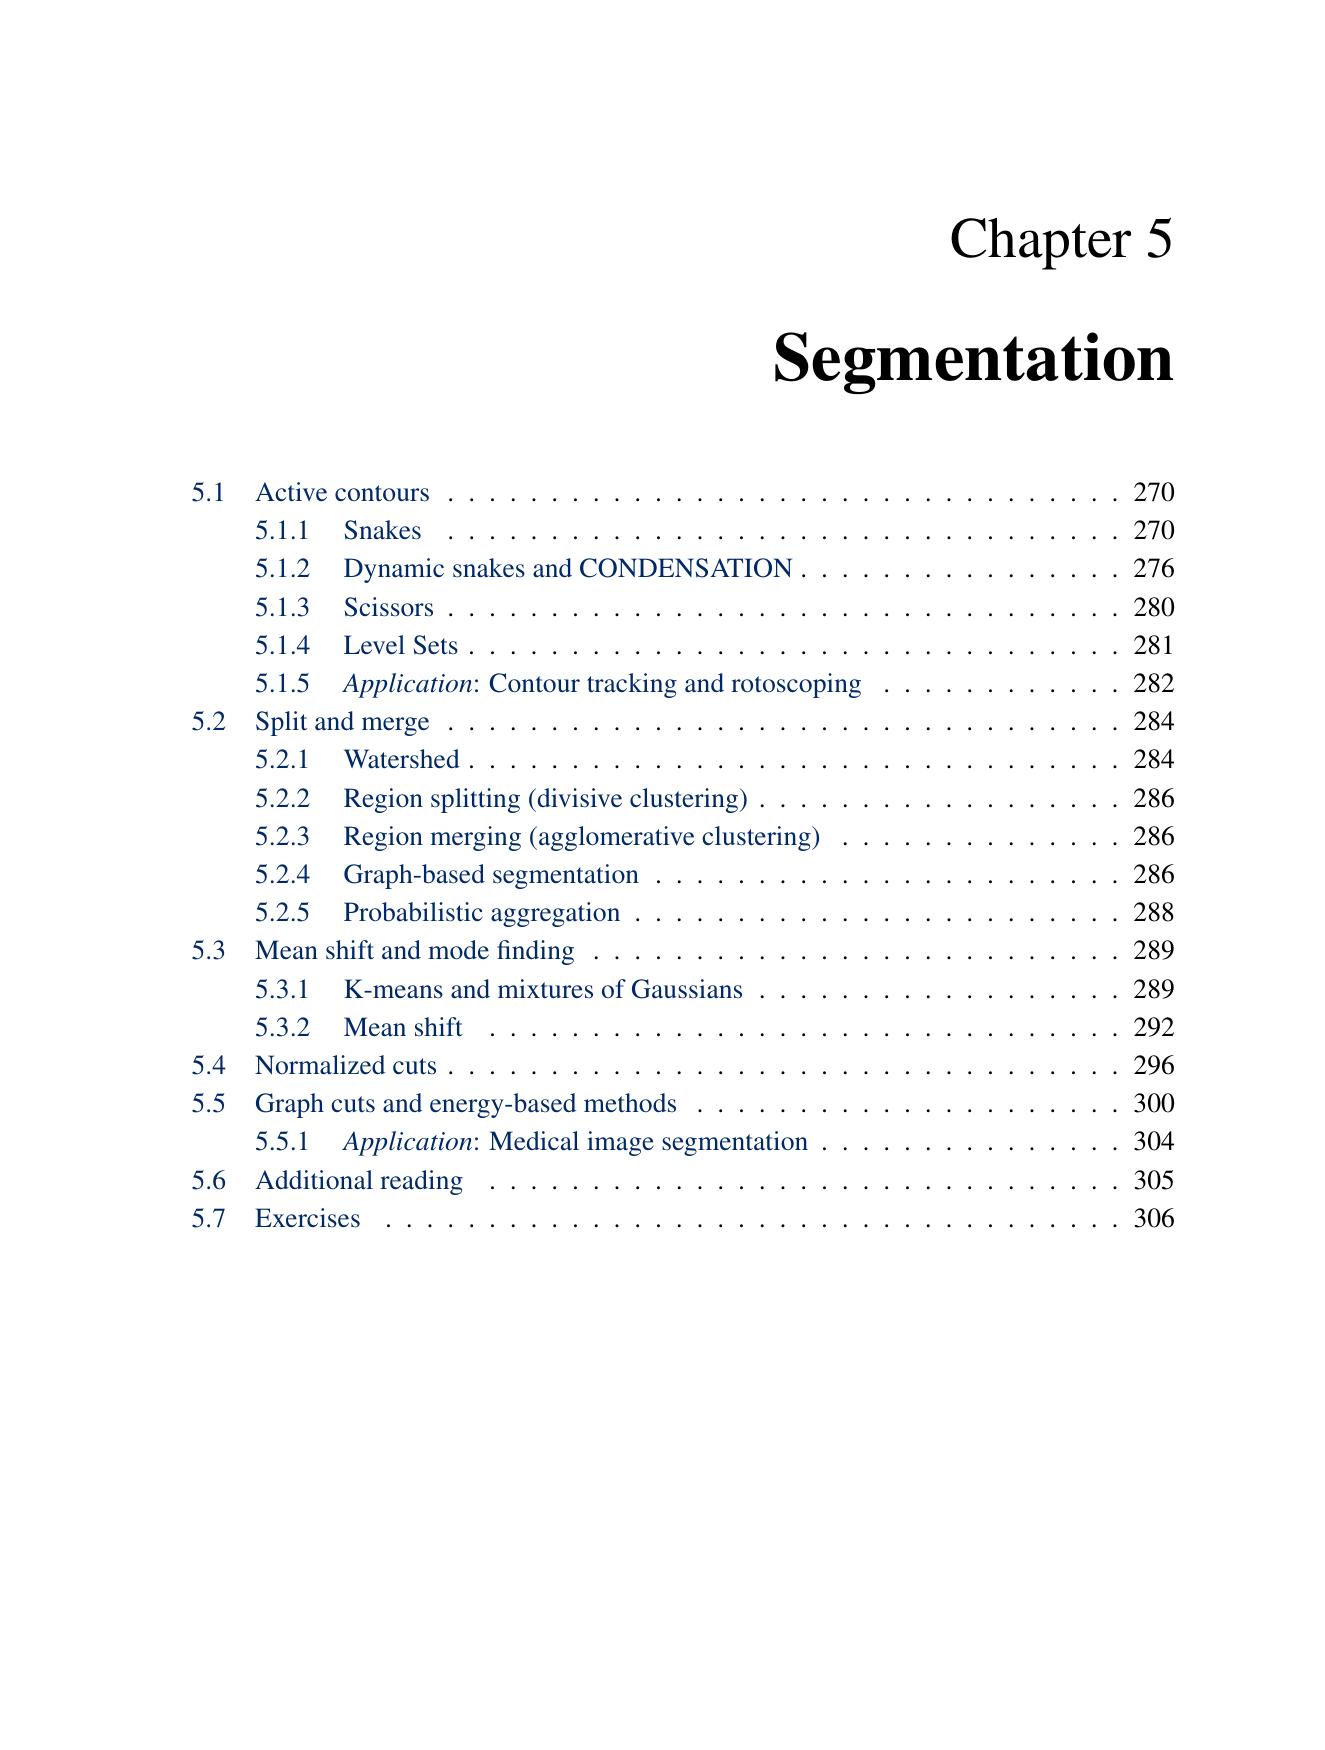 Chapter 5
Segmentation
5.1 Active contours . . . . . . . . . . . . . . . . . . . . . . . . . . . . . . . . . 270
5.1.1 Snakes . . . . . . . . . . . . . . . . . . . . . . . . . . . . . . . . . 270
5.1.2 Dynamic snakes and CONDENSATION . . . . . . . . . . . . . . . . 276
5.1.3 Scissors . . . . . . . . . . . . . . . . . . . . . . . . . . . . . . . . . 280
5.1.4 Level Sets . . . . . . . . . . . . . . . . . . . . . . . . . . . . . . . . 281
5.1.5 Application: Contour tracking and rotoscoping . . . . . . . . . . . . 282
5.2 Split and merge . . . . . . . . . . . . . . . . . . . . . . . . . . . . . . . . . 284
5.2.1 Watershed . . . . . . . . . . . . . . . . . . . . . . . . . . . . . . . . 284
5.2.2 Region splitting (divisive clustering) . . . . . . . . . . . . . . . . . . 286
5.2.3 Region merging (agglomerative clustering) . . . . . . . . . . . . . . 286
5.2.4 Graph-based segmentation . . . . . . . . . . . . . . . . . . . . . . . 286
5.2.5 Probabilistic aggregation . . . . . . . . . . . . . . . . . . . . . . . . 288
5.3 Mean shift and mode finding . . . . . . . . . . . . . . . . . . . . . . . . . . 289
5.3.1 K-means and mixtures of Gaussians . . . . . . . . . . . . . . . . . . 289
5.3.2 Mean shift . . . . . . . . . . . . . . . . . . . . . . . . . . . . . . . 292
5.4 Normalized cuts . . . . . . . . . . . . . . . . . . . . . . . . . . . . . . . . . 296
5.5 Graph cuts and energy-based methods . . . . . . . . . . . . . . . . . . . . . 300
5.5.1 Application: Medical image segmentation . . . . . . . . . . . . . . . 304
5.6 Additional reading . . . . . . . . . . . . . . . . . . . . . . . . . . . . . . . 305
5.7 Exercises . . . . . . . . . . . . . . . . . . . . . . . . . . . . . . . . . . . . 306